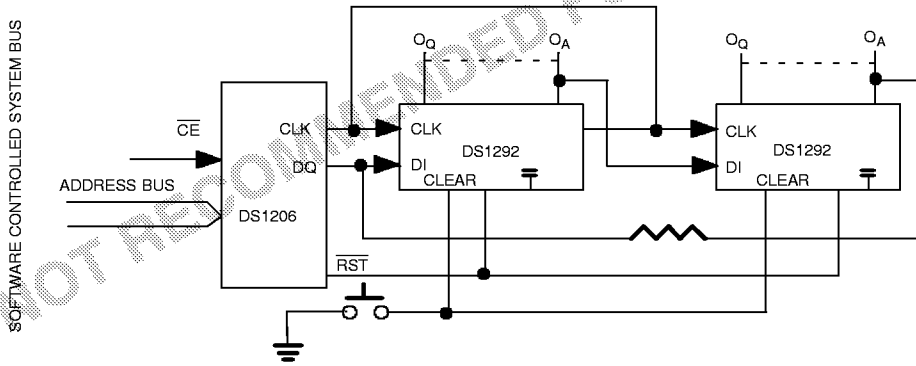 SOFTWARE CONTROLLED SYSTEM BUS
NOT RECOMMENDED
CE
ADDRESS BUS
DS1206
CLK
DQ
RST
OQ
OA
CLK
DI
DS1292
CLEAR
OQ
OA
CLK
DI
DS1292
CLEAR